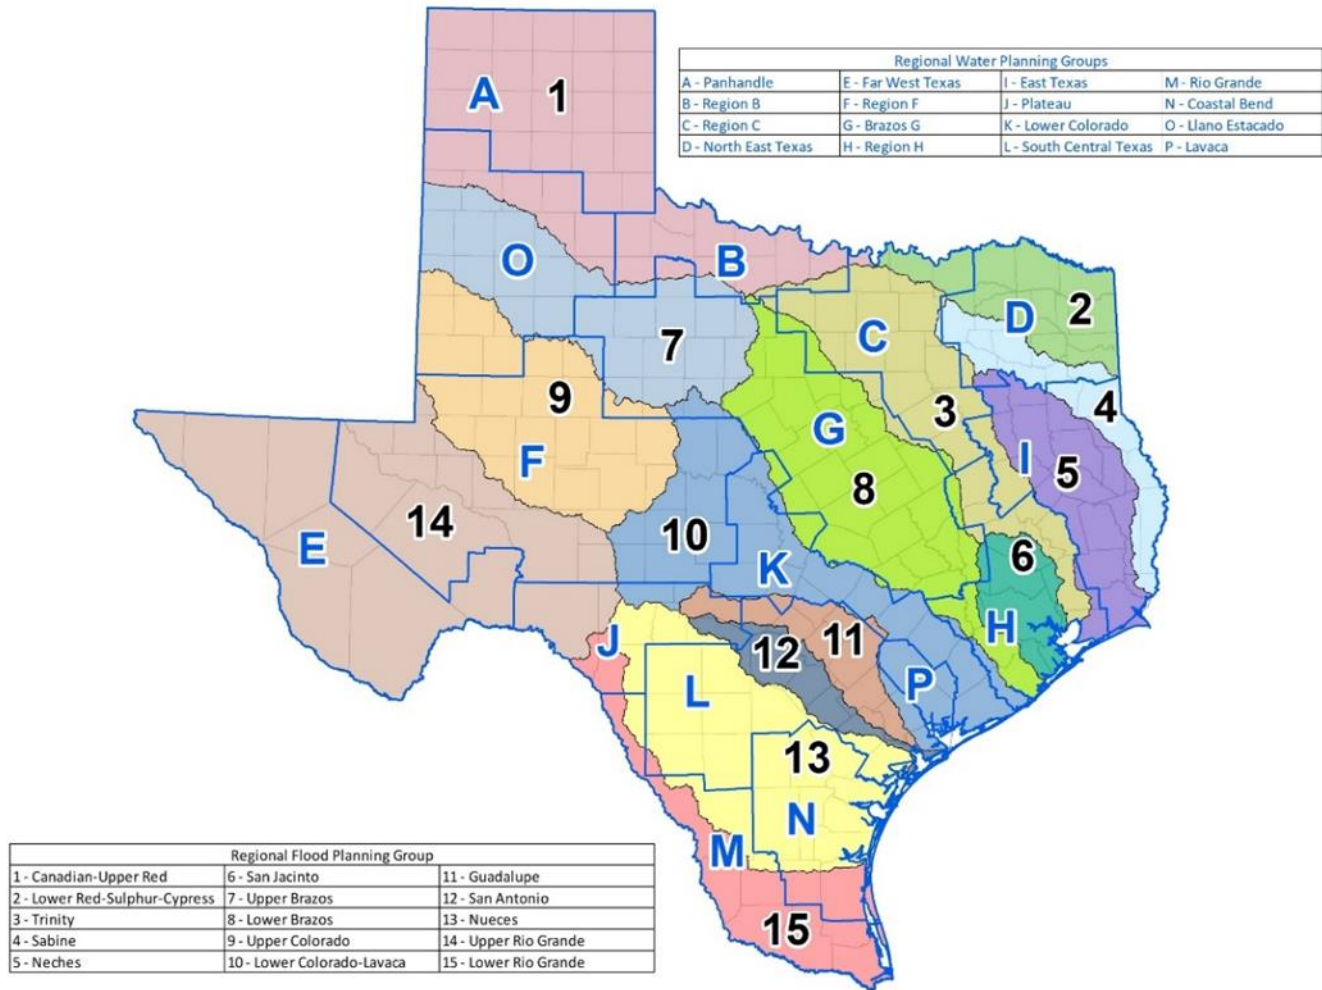 Regional Water Planning Groups
A - Panhandle E - Far West Texas I - East Texas M - Rio Grande
B - Region B F - Region F J - Plateau N - Coastal Bend
C - Region C G - Brazos G K - Lower Colorado O - Llano Estacado
D - North East Texas H - Region H L - South Central Texas P - Lavaca
A 1
O B
D 2
C
7
9 3 4
G
F I 5
8
14 10 6
E K
H
J 11
12
L P
13
N
M
15
Regional Flood Planning Group
1 - Canadian-Upper Red 6 - San Jacinto 11 - Guadalupe
2 - Lower Red-Sulphur-Cypress 7 - Upper Brazos 12 - San Antonio
3 - Trinity 8 - Lower Brazos 13 - Nueces
4 - Sabine 9 - Upper Colorado 14 - Upper Rio Grande
5 - Neches 10 - Lower Colorado-Lavaca 15 - Lower Rio Grande